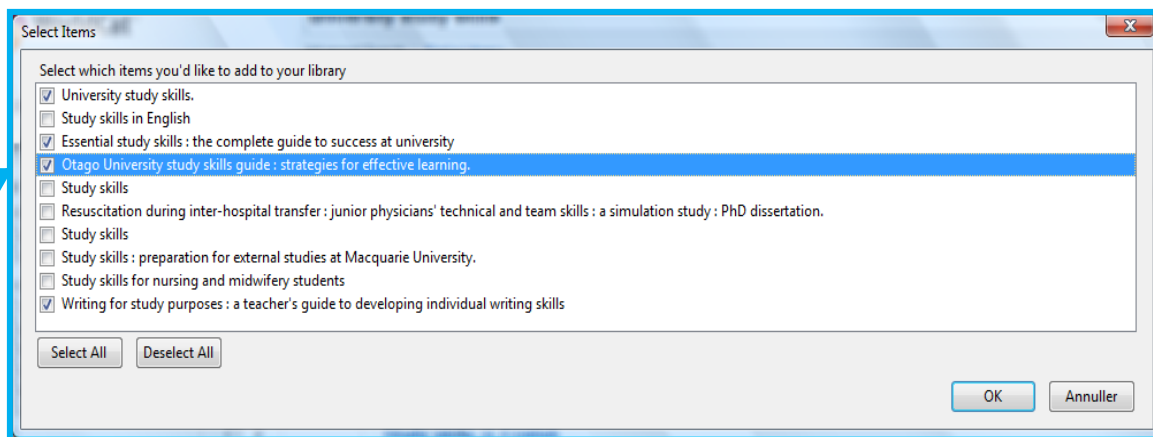 Select Items
Select which items you'd like to add to your library
University study skills.
Study skills in English
Essential study skills : the complete guide to success at university
Otago University study skills guide : strategies for effective learning.
Study skills
Resuscitation during inter-hospital transfer : junior physicians' technical and team skills : a simulation study : PhD dissertation.
Study skills
Study skills : preparation for external studies at Macquarie University.
Study skills for nursing and midwifery students
Writing for study purposes : a teacher's guide to developing individual writing skills
Select All Deselect All
OK Annuller